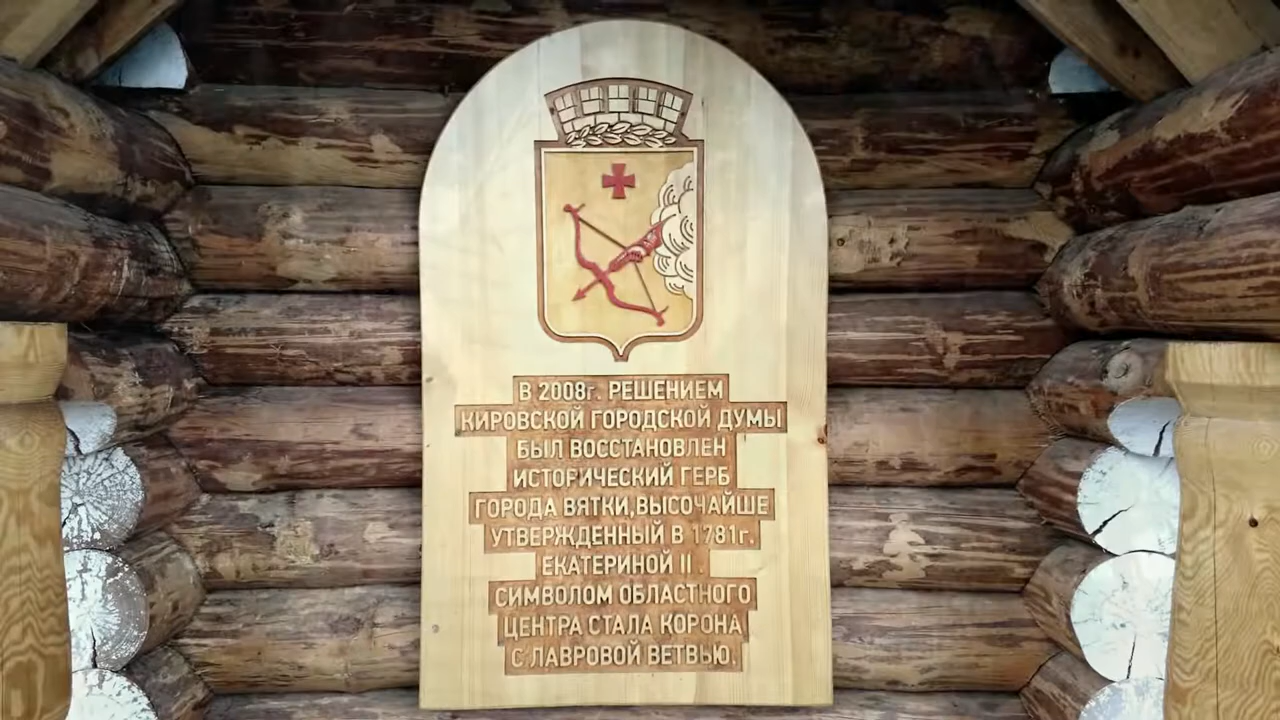 В 2008г. РЕШЕНИЕМ
КИРОВСКОЙ ГОРОДСКОЙ ДУМЫ
БЫЛ ВОССТАНОВЛЕН
ИСТОРИЧЕСКИЙ ГЕРБ
ГОРОДА ВЯТКИ,ВЫСОЧАЙШЕ
УТВЕРЖДЕННЫЙ В 1781г.
ЕКАТЕРИНОЙ II .
СИМВОЛОМ ОБЛАСТНОГО
ЦЕНТРА СТАЛА КОРОНА
С ЛАВРОВОЙ ВЕТВЬЮ.